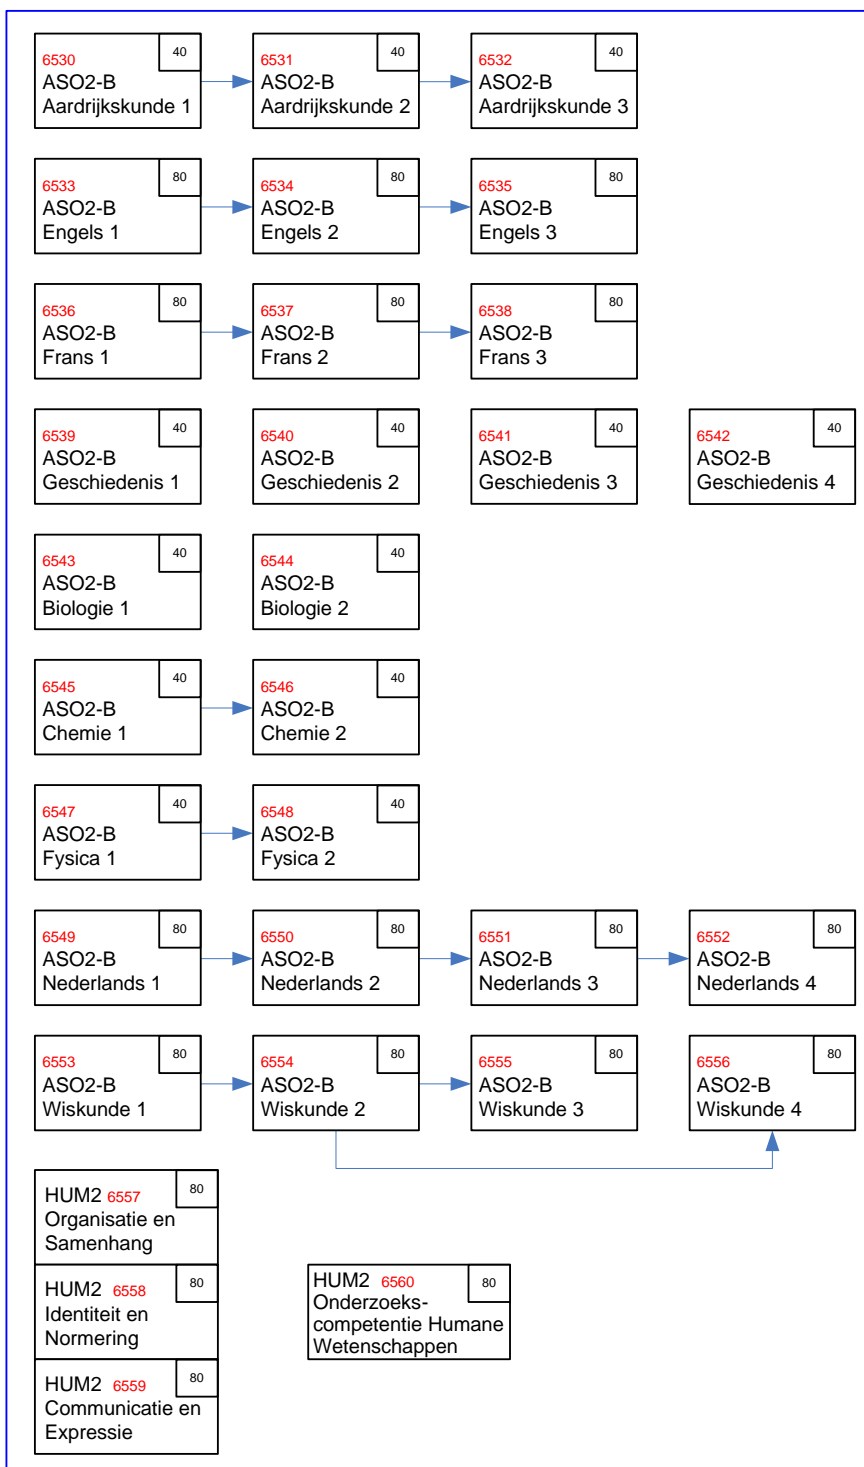 6530 40
ASO2-B
Aardrijkskunde 1
6531 40
ASO2-B
Aardrijkskunde 2
6532 40
ASO2-B
Aardrijkskunde 3
6533 80
ASO2-B
Engels 1
6534 80
ASO2-B
Engels 2
6535 80
ASO2-B
Engels 3
6536 80
ASO2-B
Frans 1
6537 80
ASO2-B
Frans 2
6538 80
ASO2-B
Frans 3
6539 40
ASO2-B
Geschiedenis 1
6540 40
ASO2-B
Geschiedenis 2
6541 40
ASO2-B
Geschiedenis 3
6542 40
ASO2-B
Geschiedenis 4
6543 40
ASO2-B
Biologie 1
6544 40
ASO2-B
Biologie 2
6545 40
ASO2-B
Chemie 1
6546 40
ASO2-B
Chemie 2
6547 40
ASO2-B
Fysica 1
6548 40
ASO2-B
Fysica 2
6549 80
ASO2-B
Nederlands 1
6550 80
ASO2-B
Nederlands 2
6551 80
ASO2-B
Nederlands 3
6552 80
ASO2-B
Nederlands 4
6553 80
ASO2-B
Wiskunde 1
6554 80
ASO2-B
Wiskunde 2
6555 80
ASO2-B
Wiskunde 3
6556 80
ASO2-B
Wiskunde 4
HUM2 6557 80
Organisatie en
Samenhang
HUM2 6558 80
Identiteit en
Normering
HUM2 6560 80
Onderzoeks-
competentie Humane
Wetenschappen
HUM2 6559 80
Communicatie en
Expressie